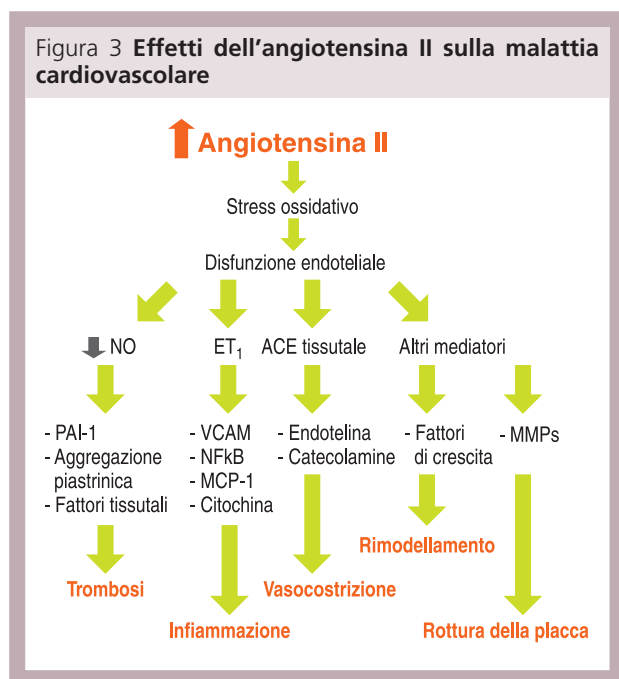 Figura 3 Effetti dell'angiotensina II sulla malattia
cardiovascolare
Angiotensina II
Stress ossidativo
Disfunzione endoteliale
NO
ET1
ACE tissutale
Altri mediatori
- PAI-1
- Aggregazione
piastrinica
- Fattori tissutali
- VCAM
- NFkB
- MCP-1
- Citochina
- Endotelina
- Catecolamine
- Fattori
di crescita
- MMPs
Rimodellamento
Trombosi
Vasocostrizione
Infiammazione
Rottura della placca